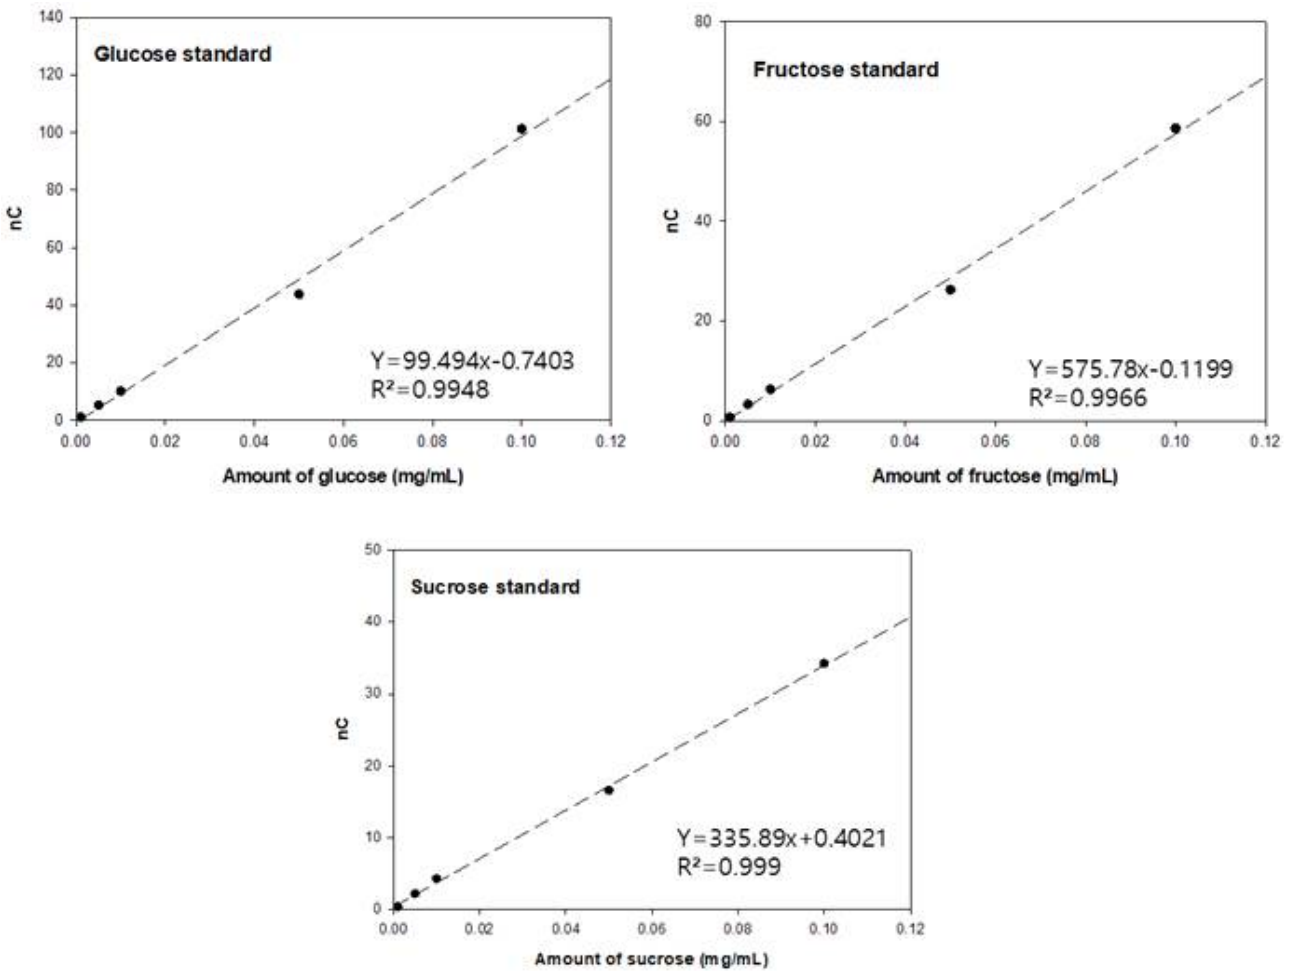 Glucose standard
140
120
100
80
60
40
20
0
nC
Y=99.494x-0.7403
R²=0.9948
0.00 0.02 0.04 0.06 0.08 0.10 0.12
Amount of glucose (mg/mL)
Fructose standard
80
60
40
20
0
nC
Y=575.78x-0.1199
R²=0.9966
0.00 0.02 0.04 0.06 0.08 0.10 0.12
Amount of fructose (mg/mL)
Sucrose standard
50
40
30
20
10
0
nC
Y=335.89x+0.4021
R²=0.999
0.00 0.02 0.04 0.06 0.08 0.10 0.12
Amount of sucrose (mg/mL)